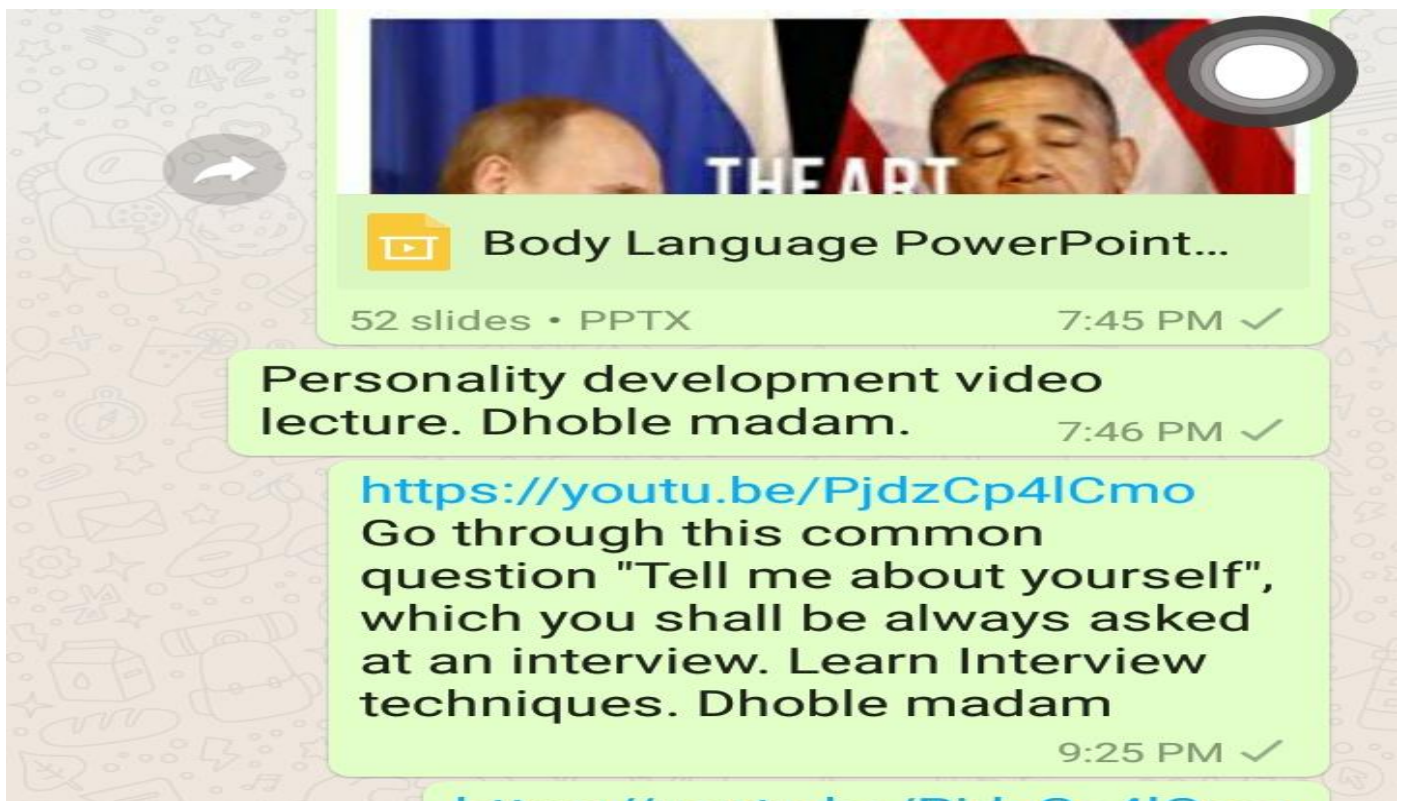 THE ART
Body Language PowerPoint...
52 slides • PPTX 7:45 PM
Personality development video
lecture. Dhoble madam. 7:46 PM
https://youtu.be/PjdzCp4lCmo
Go through this common
question "Tell me about yourself",
which you shall be always asked
at an interview. Learn Interview
techniques. Dhoble madam
9:25 PM